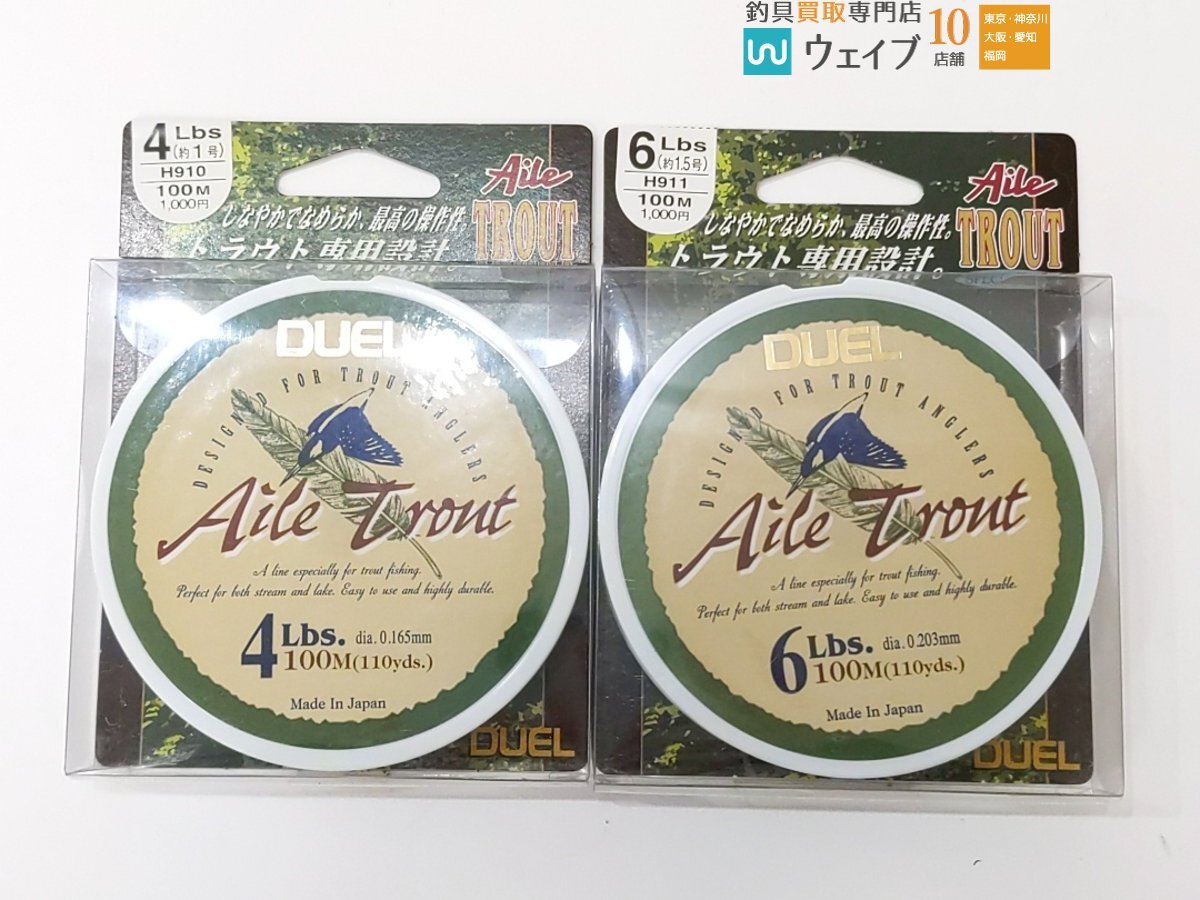 釣具買取専門店
ウェイブ
10
店舗
東京・神奈川
大阪・愛知
福岡
4 Lbs
(約1号)
H910
100M
1,000円
Aile
TROUT
しなやかでなめらか、最高の操作性。
トラウト専用設計。
DUEL
DESIGNED FOR TROUT ANGLERS
Aile Trout
A line especially for trout fishing.
Perfect for both stream and lake. Easy to use and highly durable.
4 Lbs. dia. 0.165mm
100M(110yds.)
Made In Japan
DUEL
6 Lbs
(約1.5号)
H911
100M
1,000円
Aile
TROUT
しなやかでなめらか、最高の操作性。
トラウト専用設計。
DUEL
DESIGNED FOR TROUT ANGLERS
Aile Trout
A line especially for trout fishing.
Perfect for both stream and lake. Easy to use and highly durable.
6 Lbs. dia. 0.203mm
100M(110yds.)
Made In Japan
DUEL